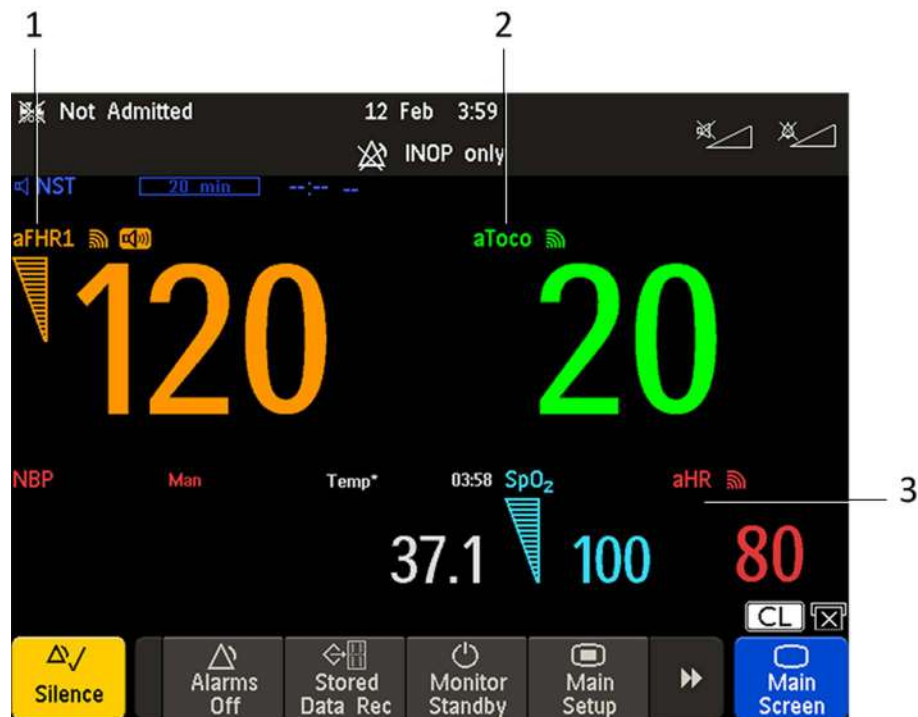 1 2
Not Admitted 12 Feb 3:59
INOP only
NST 20 min --:-- --
aFHR1 aToco
120 20
NBP Man Temp* 03:58 SpO₂ aHR 3
37.1 100 80
CL
Silence Alarms Off Stored Data Rec Monitor Standby Main Setup Main Screen